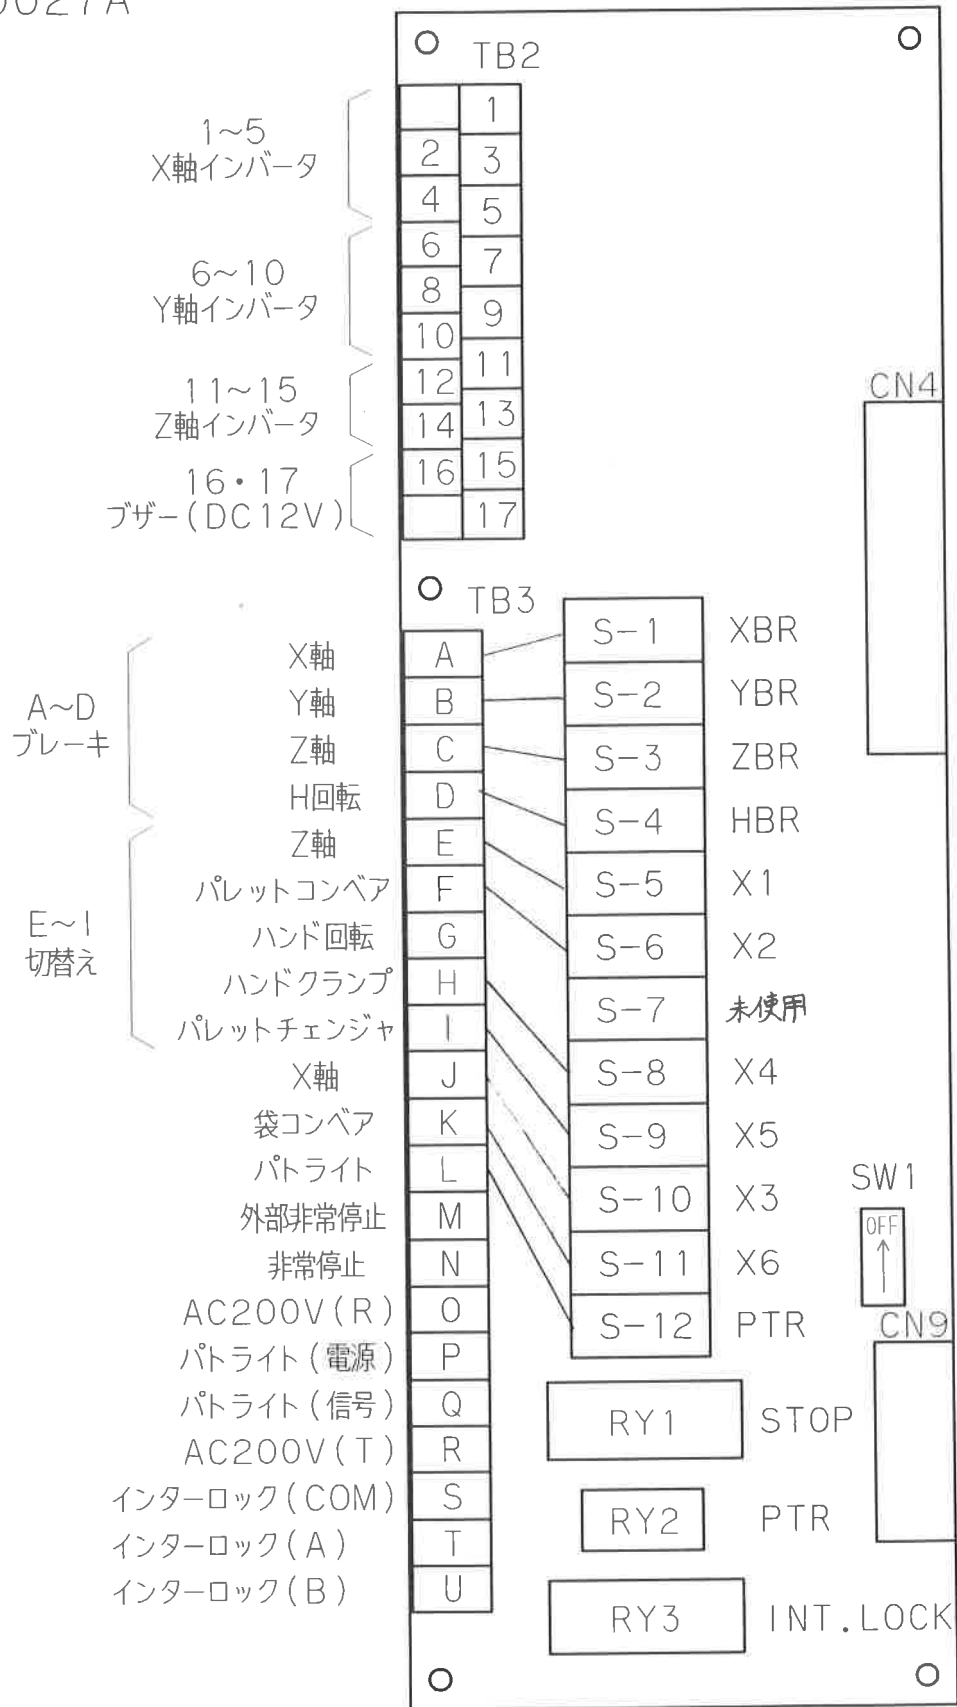 TB2
1
1~5
X軸インバータ
2
3
4
5
6
7
6~10
Y軸インバータ
8
9
10
11
11~15
Z軸インバータ
12
13
14
15
16・17
ブザー(DC12V)
16
17
CN4
TB3
A~D
ブレーキ
X軸 A
Y軸 B
Z軸 C
H回転 D
E~I
切替え
Z軸 E
パレットコンベア F
ハンド回転 G
ハンドクランプ H
パレットチェンジャ I
X軸 J
袋コンベア K
パトライト L
外部非常停止 M
非常停止 N
AC200V(R) O
パトライト(電源) P
パトライト(信号) Q
AC200V(T) R
インターロック(COM) S
インターロック(A) T
インターロック(B) U
S-1 XBR
S-2 YBR
S-3 ZBR
S-4 HBR
S-5 X1
S-6 X2
S-7 未使用
S-8 X4
S-9 X5
S-10 X3
S-11 X6
S-12 PTR
SW1
OFF
CN9
RY1 STOP
RY2 PTR
RY3 INT.LOCK